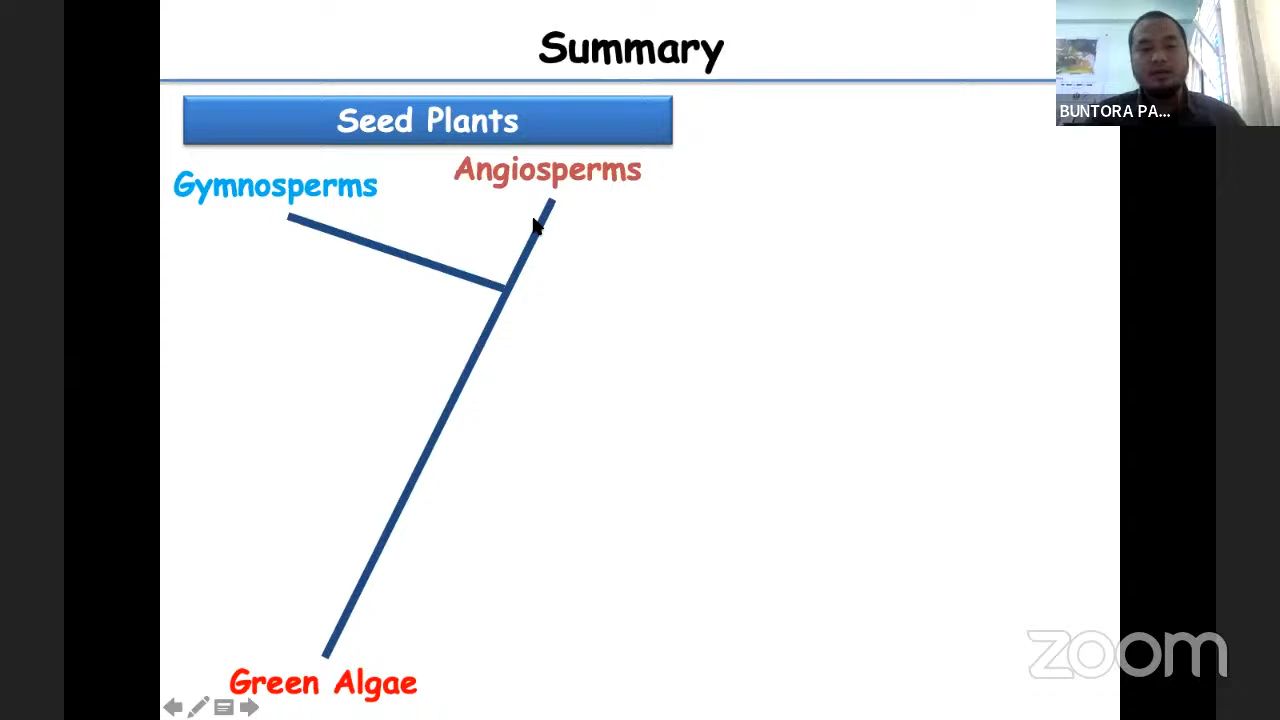 Summary
Seed Plants
Angiosperms
Gymnosperms
Green Algae
BUNTORA PA...
zoom